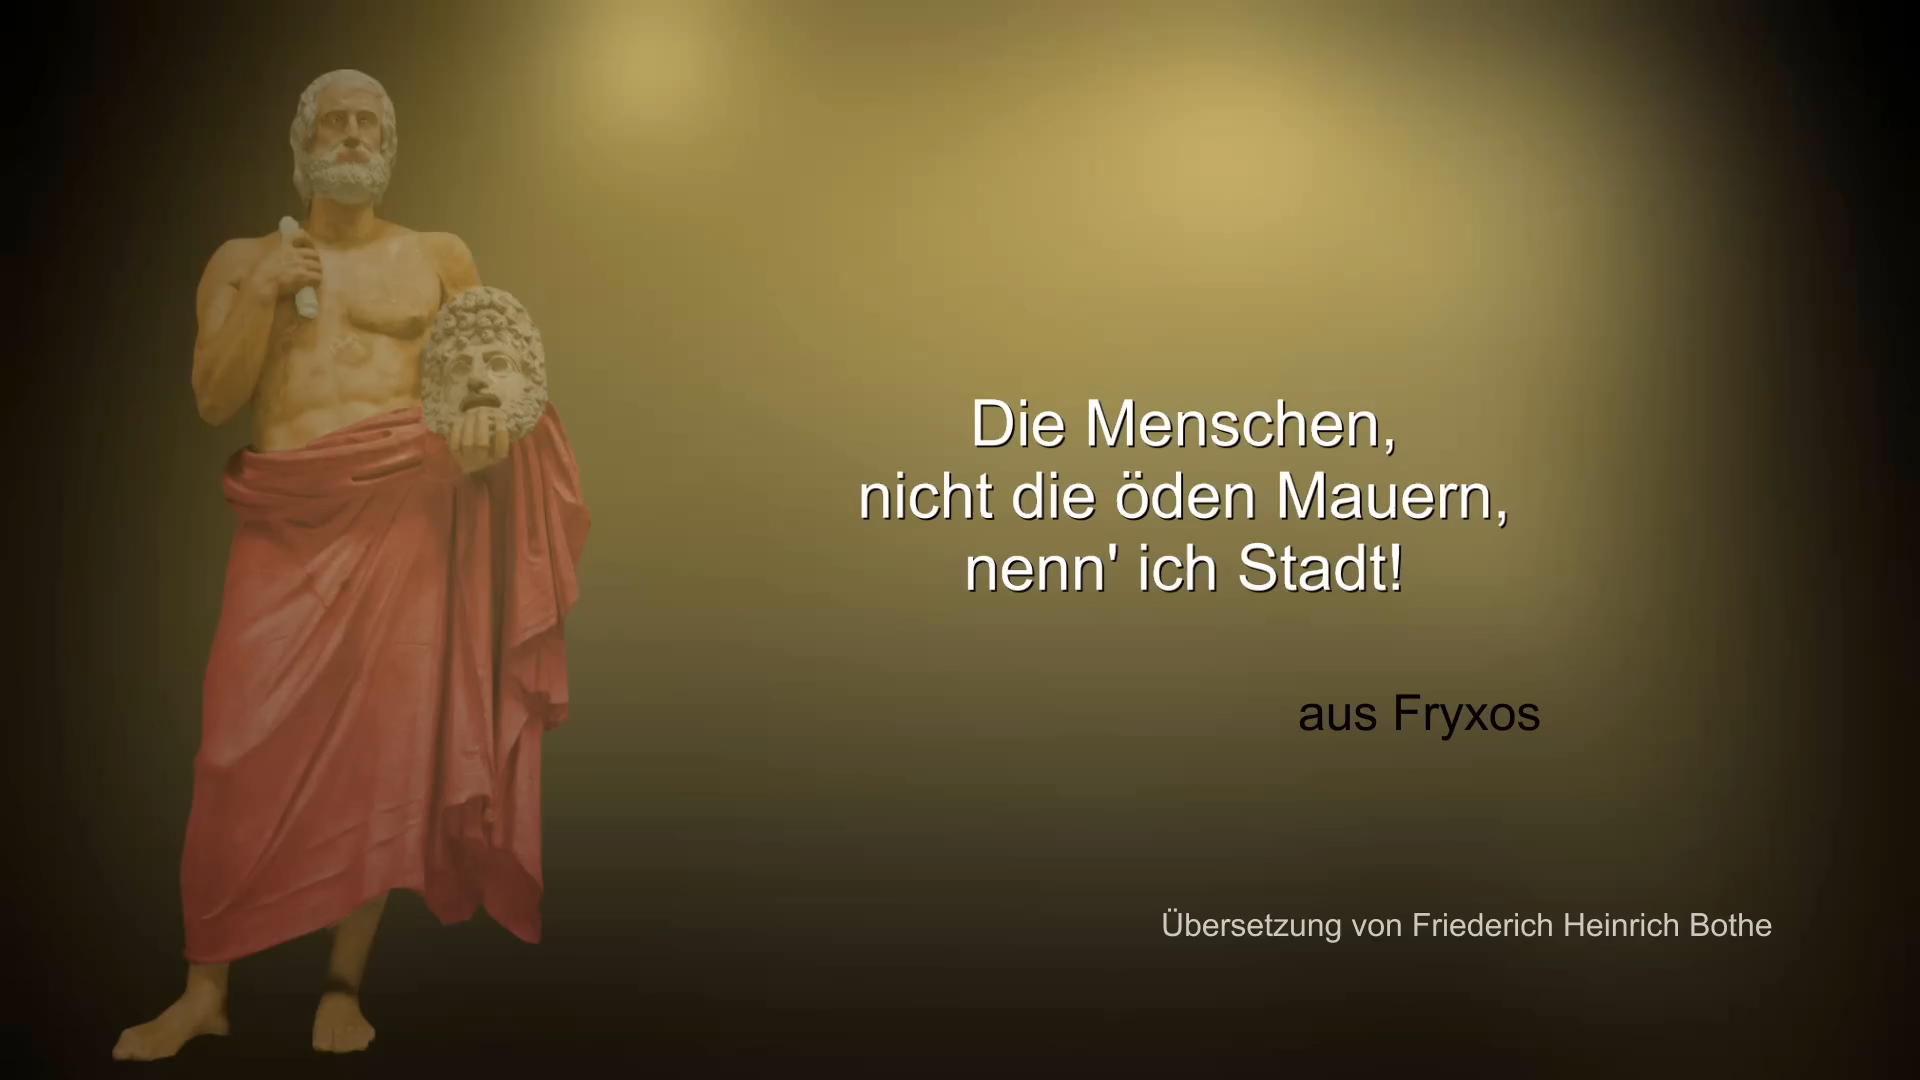 Die Menschen,
nicht die öden Mauern,
nenn' ich Stadt!
aus Fryxos
Übersetzung von Friederich Heinrich Bothe